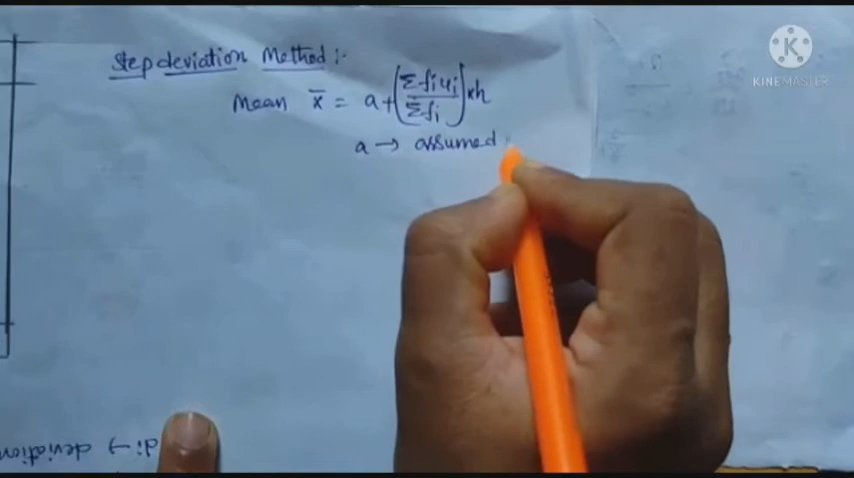 Step deviation Method :-
Mean x̄ = a + (Σfiui/Σfi) × h
a → assumed
di → deviation
K
KINEMASTER